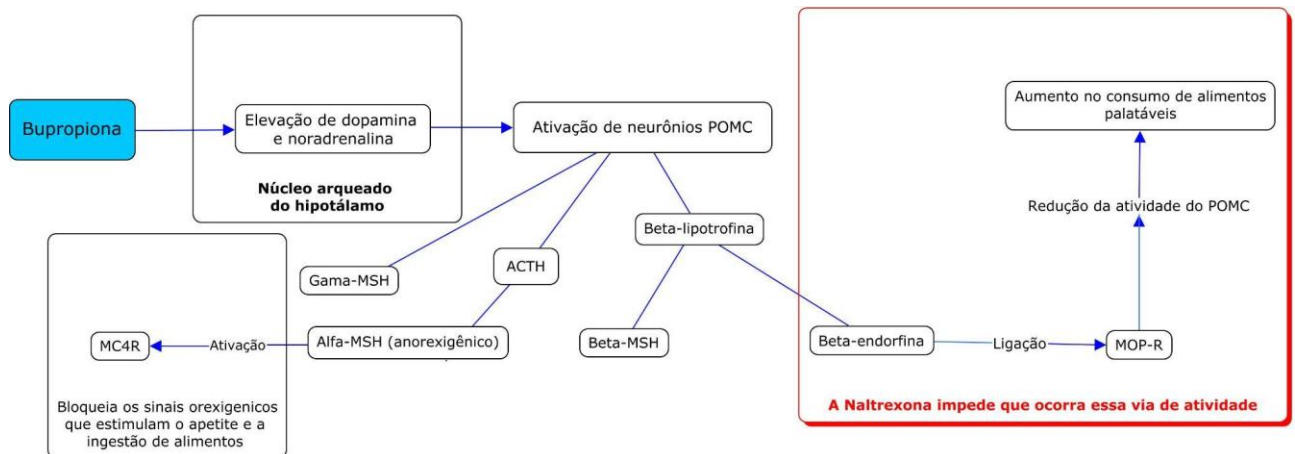 Bupropiona
Elevação de dopamina
e noradrenalina
Núcleo arqueado
do hipotálamo
Ativação de neurônios POMC
Gama-MSH
ACTH
Beta-lipotrofina
MC4R
Ativação
Alfa-MSH (anorexigênico)
Beta-MSH
Bloqueia os sinais orexigenicos
que estimulam o apetite e a
ingestão de alimentos
Aumento no consumo de alimentos
palatáveis
Redução da atividade do POMC
Beta-endorfina
Ligação
MOP-R
A Naltrexona impede que ocorra essa via de atividade